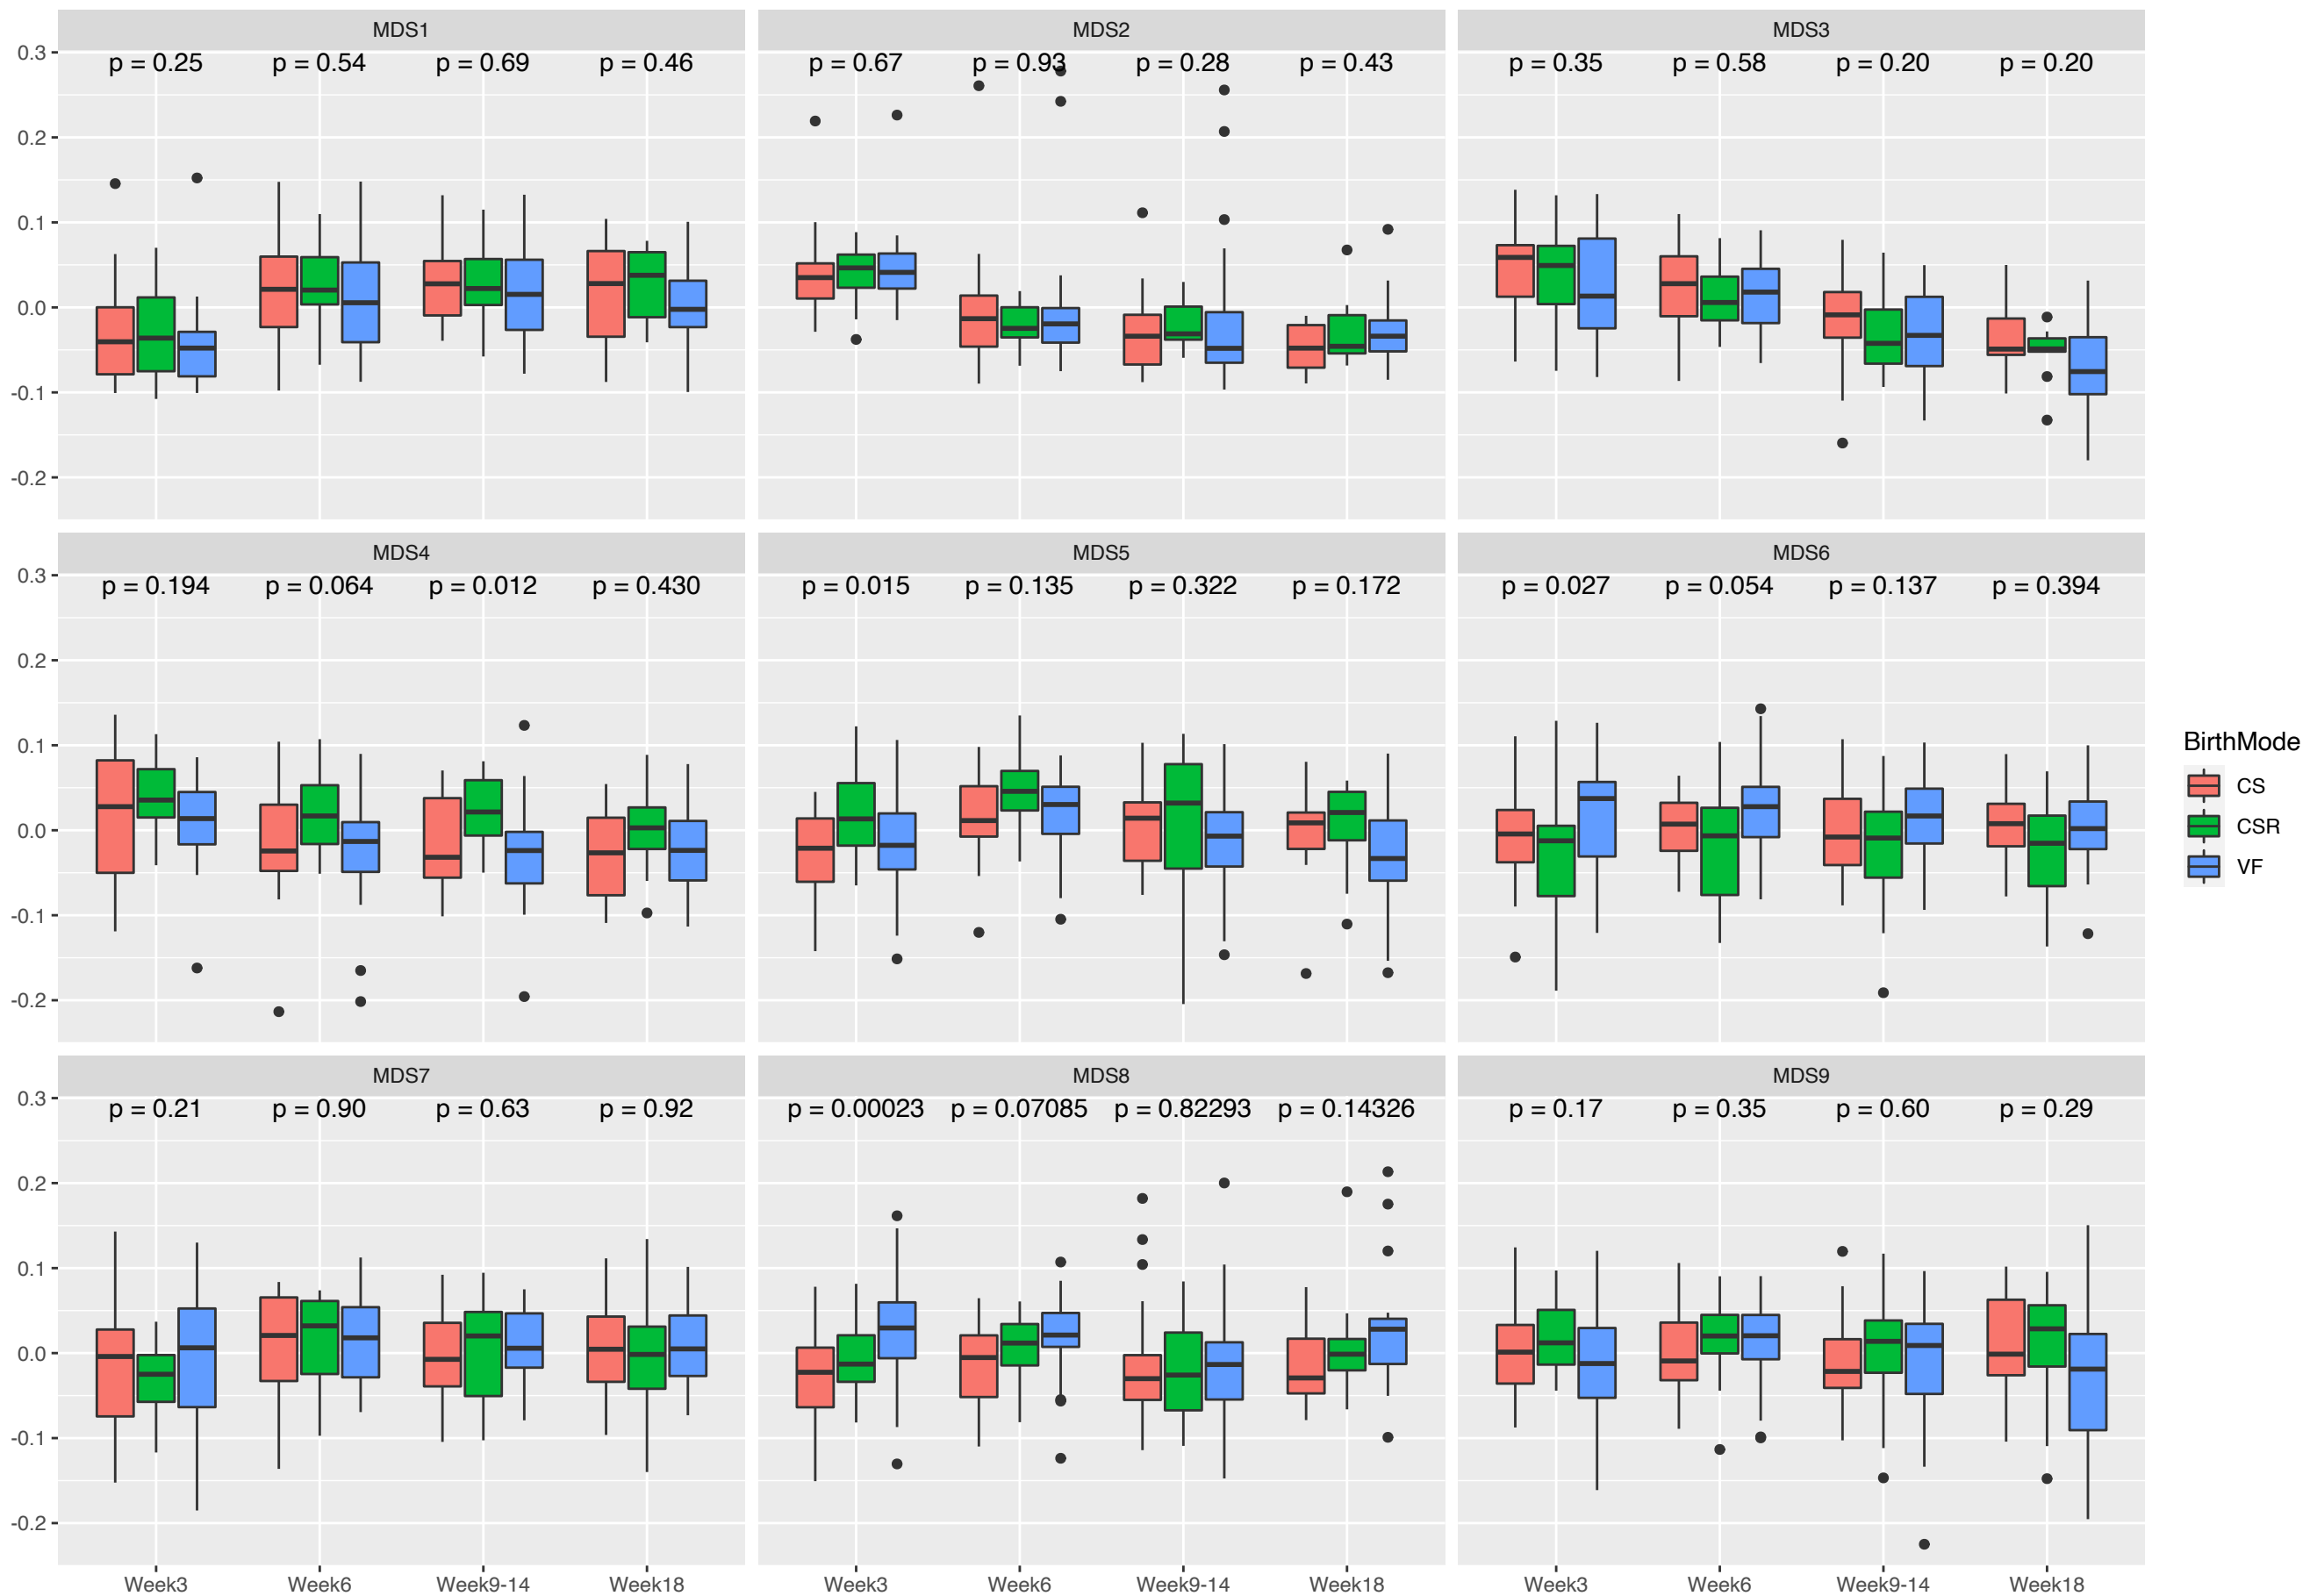 MDS1 MDS2 MDS3
0.3
p = 0.25 p = 0.54 p = 0.69 p = 0.46 p = 0.67 p = 0.93 p = 0.28 p = 0.43 p = 0.35 p = 0.58 p = 0.20 p = 0.20
0.2
0.1
0.0
-0.1
-0.2
MDS4 MDS5 MDS6
0.3
p = 0.194 p = 0.064 p = 0.012 p = 0.430 p = 0.015 p = 0.135 p = 0.322 p = 0.172 p = 0.027 p = 0.054 p = 0.137 p = 0.394
0.2
0.1
0.0
-0.1
-0.2
BirthMode
CS
CSR
VF
MDS7 MDS8 MDS9
0.3
p = 0.21 p = 0.90 p = 0.63 p = 0.92 p = 0.00023 p = 0.07085 p = 0.82293 p = 0.14326 p = 0.17 p = 0.35 p = 0.60 p = 0.29
0.2
0.1
0.0
-0.1
-0.2
Week3 Week6 Week9-14 Week18 Week3 Week6 Week9-14 Week18 Week3 Week6 Week9-14 Week18